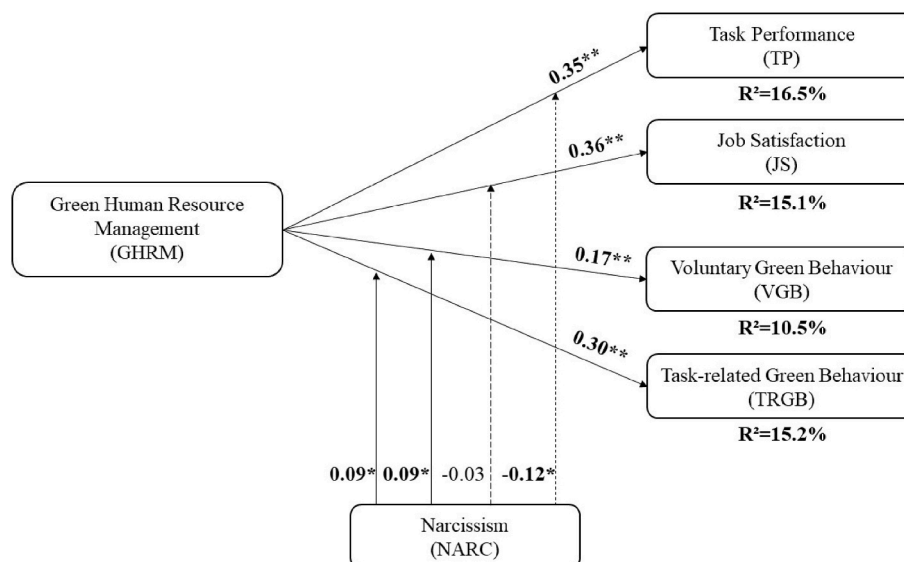 Task Performance
(TP)
R²=16.5%
0.35**
Job Satisfaction
(JS)
R²=15.1%
0.36**
Green Human Resource
Management
(GHRM)
0.17**
Voluntary Green Behaviour
(VGB)
R²=10.5%
0.30**
Task-related Green Behaviour
(TRGB)
R²=15.2%
0.09* 0.09* -0.03 -0.12*
Narcissism
(NARC)